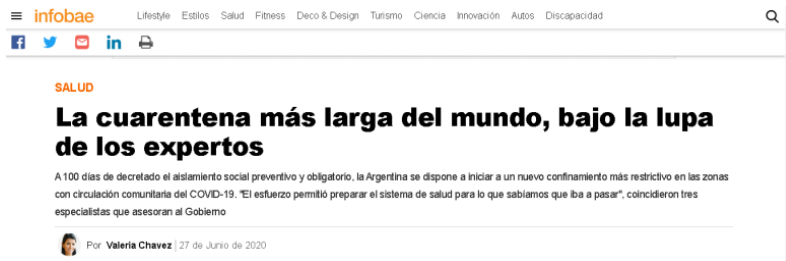 infobae Lifestyle Estilos Salud Fitness Deco & Design Turismo Ciencia Innovación Autos Discapacidad
SALUD
La cuarentena más larga del mundo, bajo la lupa
de los expertos
A 100 días de decretado el aislamiento social preventivo y obligatorio, la Argentina se dispone a iniciar a un nuevo confinamiento más restrictivo en las zonas
con circulación comunitaria del COVID-19. "El esfuerzo permitió preparar el sistema de salud para lo que sabíamos que iba a pasar", coincidieron tres
especialistas que asesoran al Gobierno
Por Valeria Chavez | 27 de Junio de 2020